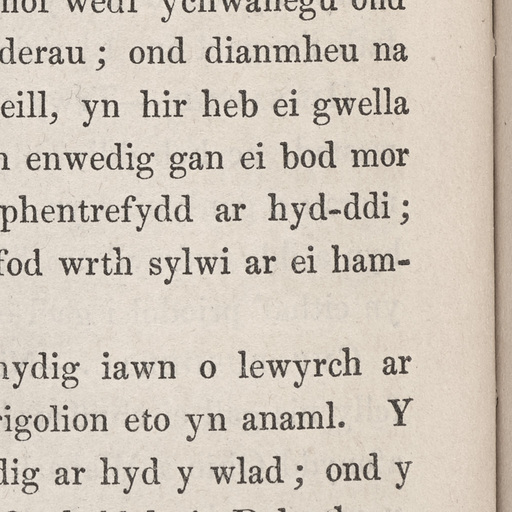 wedi ychwanegu ond
derau ; ond dianmheu na
eill, yn hir heb ei gwella
enwedig gan ei bod mor
phentrefydd ar hyd-ddi ;
fod wrth sylwi ar ei ham-
hydig iawn o lewyrch ar
rigolion eto yn anaml. Y
dig ar hyd y wlad ; ond y